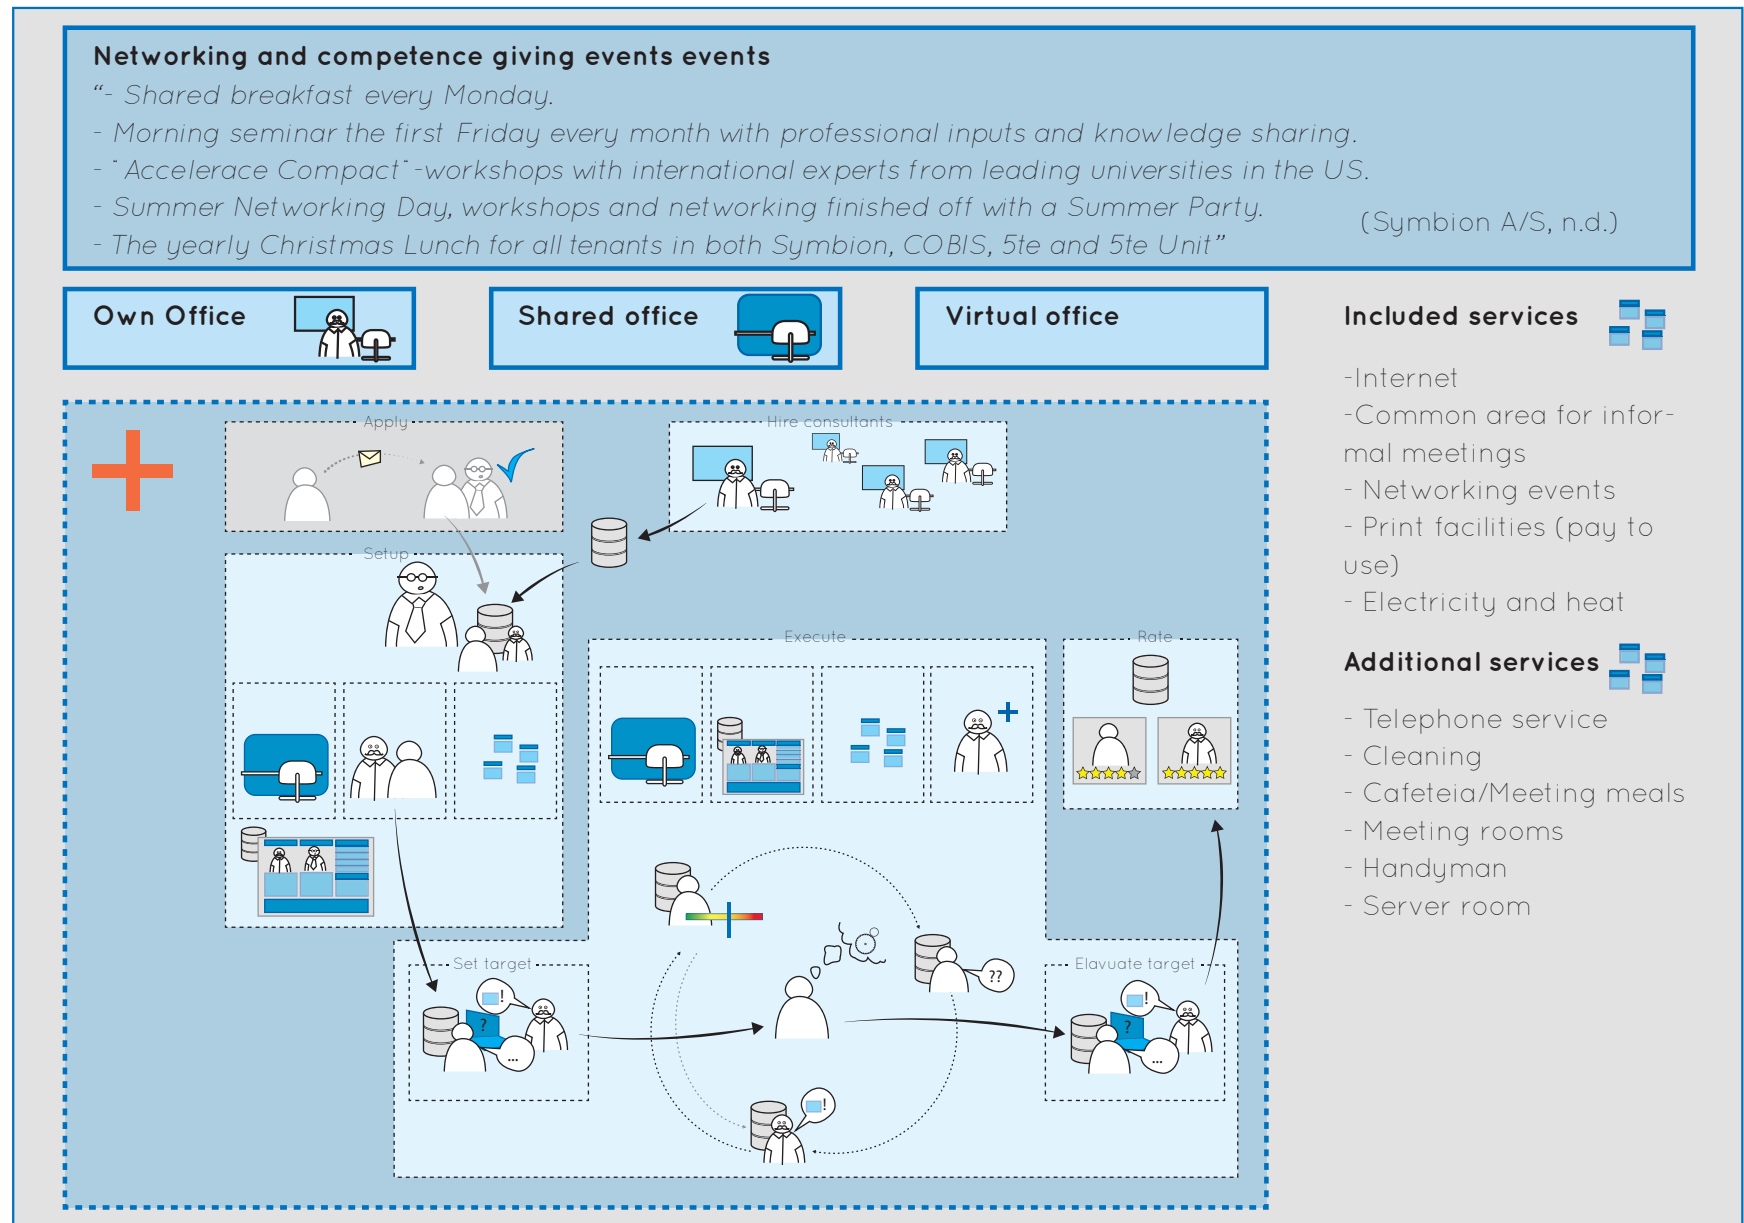 Networking and competence giving events events
“- Shared breakfast every Monday.
- Morning seminar the first Friday every month with professional inputs and knowledge sharing.
- ¨Accelerace Compact¨-workshops with international experts from leading universities in the US.
- Summer Networking Day, workshops and networking finished off with a Summer Party.
- The yearly Christmas Lunch for all tenants in both Symbion, COBIS, 5te and 5te Unit”
(Symbion A/S, n.d.)
Own Office
Shared office
Virtual office
Included services
-Internet
-Common area for infor-
mal meetings
- Networking events
- Print facilities (pay to
use)
- Electricity and heat
Additional services
- Telephone service
- Cleaning
- Cafeteia/Meeting meals
- Meeting rooms
- Handyman
- Server room
Apply
Hire consultants
Setup
Execute
Rate
Set target
!
?
...
??
Elavuate target
!
?
...
!